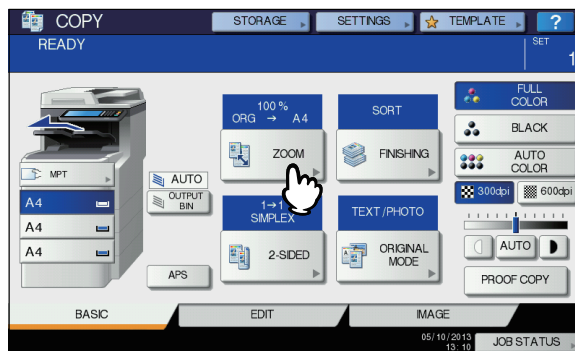 COPY
STORAGE
SETTINGS
TEMPLATE
?
READY
SET
1
100 %
ORG → A4
ZOOM
SORT
FINISHING
FULL
COLOR
BLACK
AUTO
COLOR
300dpi
600dpi
MPT
A4
A4
A4
AUTO
OUTPUT
BIN
APS
1→1
SIMPLEX
2-SIDED
TEXT/PHOTO
ORIGINAL
MODE
AUTO
PROOF COPY
BASIC
EDIT
IMAGE
05/10/2013
13:10
JOB STATUS